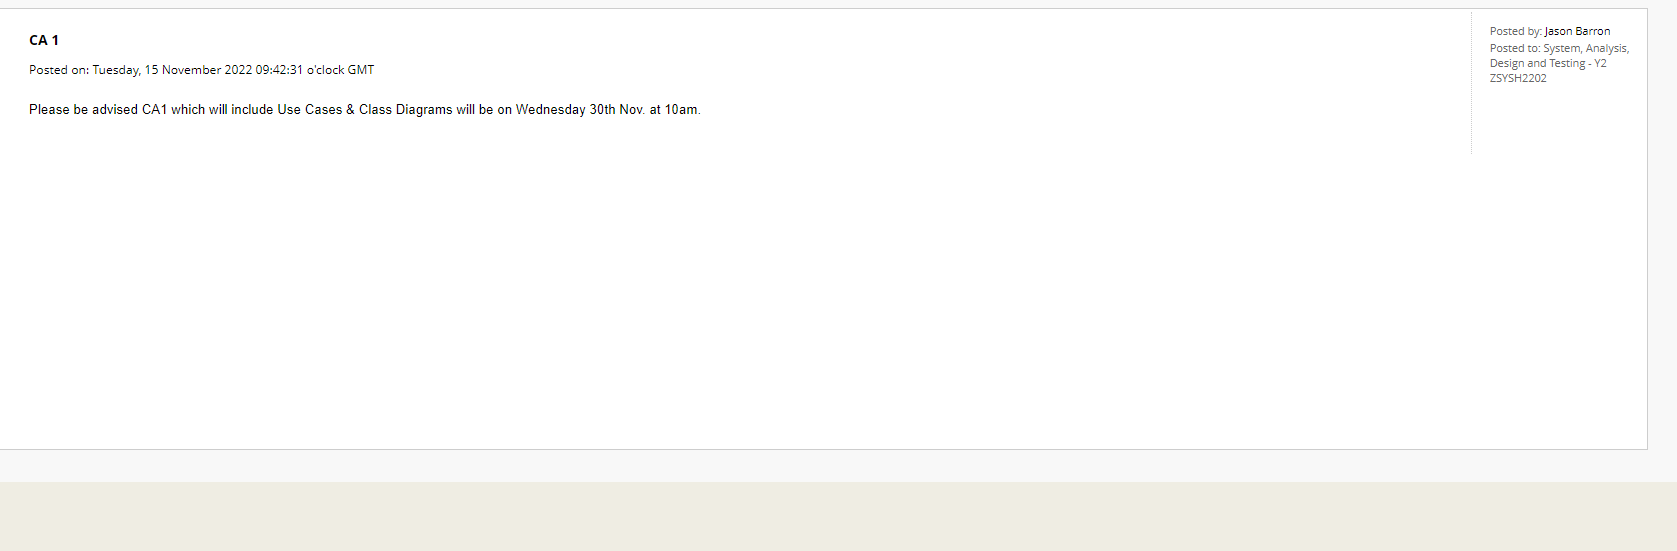 CA 1
Posted on: Tuesday, 15 November 2022 09:42:31 o'clock GMT
Please be advised CA1 which will include Use Cases & Class Diagrams will be on Wednesday 30th Nov. at 10am.
Posted by: Jason Barron
Posted to: System, Analysis,
Design and Testing - Y2
ZSYSH2202